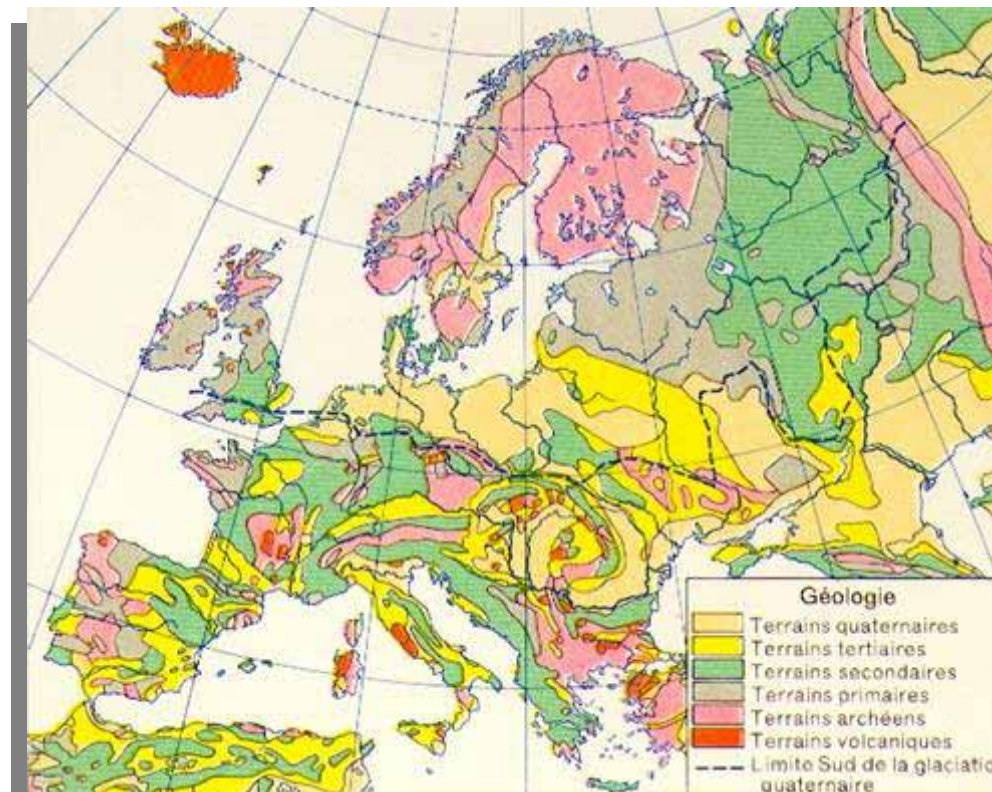 Géologie
Terrains quaternaires
Terrains tertiaires
Terrains secondaires
Terrains primaires
Terrains archéens
Terrains volcaniques
Limite Sud de la glaciatio
quaternaire